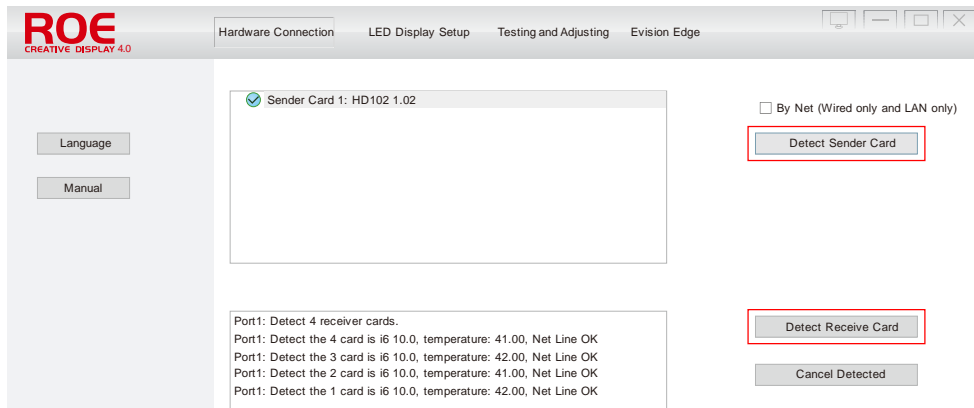 ROE
CREATIVE DISPLAY 4.0
Hardware Connection LED Display Setup Testing and Adjusting Evision Edge
Sender Card 1: HD102 1.02
By Net (Wired only and LAN only)
Detect Sender Card
Language
Manual
Port1: Detect 4 receiver cards.
Port1: Detect the 4 card is i6 10.0, temperature: 41.00, Net Line OK
Port1: Detect the 3 card is i6 10.0, temperature: 42.00, Net Line OK
Port1: Detect the 2 card is i6 10.0, temperature: 41.00, Net Line OK
Port1: Detect the 1 card is i6 10.0, temperature: 42.00, Net Line OK
Detect Receive Card
Cancel Detected